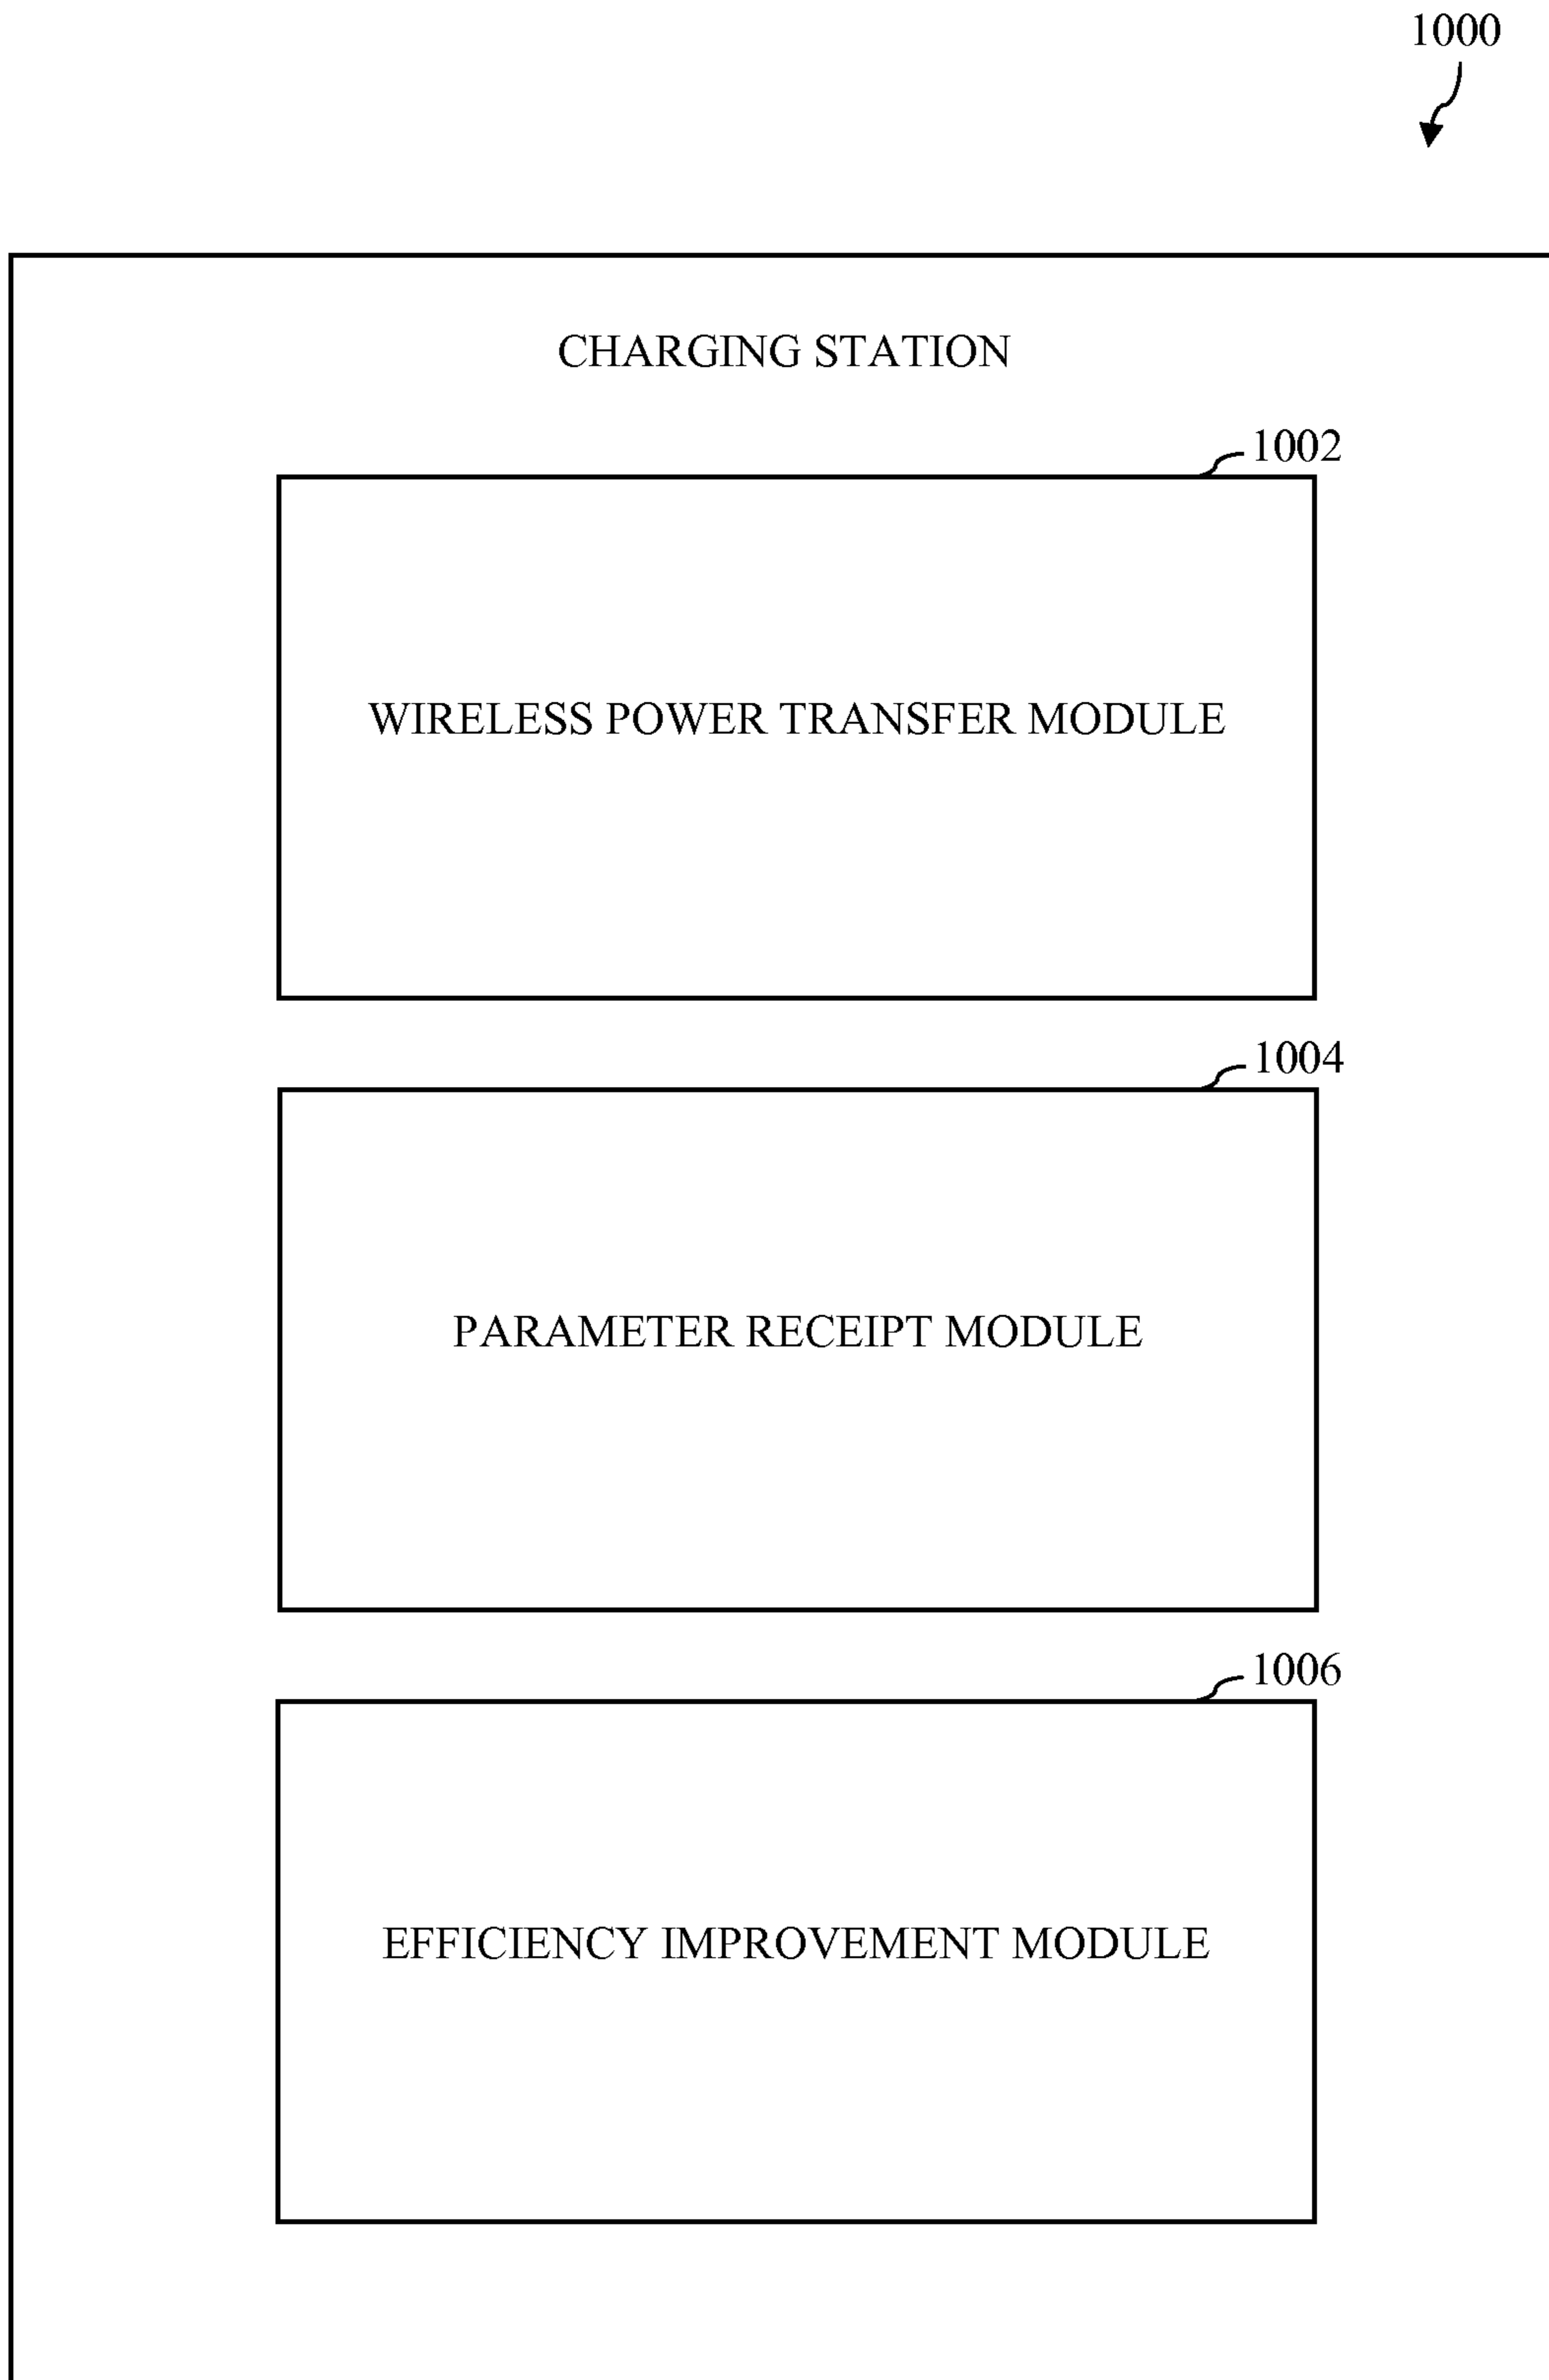 1000
CHARGING STATION
1002
WIRELESS POWER TRANSFER MODULE
1004
PARAMETER RECEIPT MODULE
1006
EFFICIENCY IMPROVEMENT MODULE